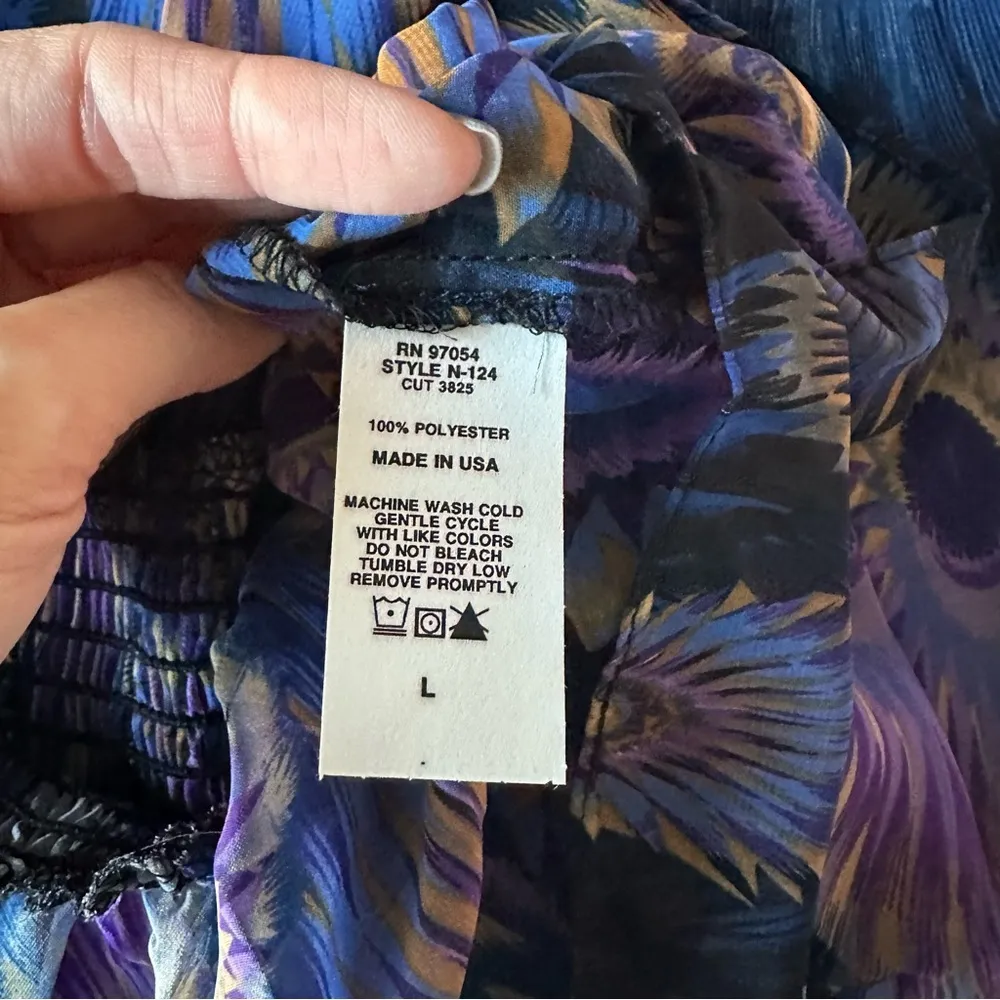 RN 97054
STYLE N-124
CUT 3825
100% POLYESTER
MADE IN USA
MACHINE WASH COLD
GENTLE CYCLE
WITH LIKE COLORS
DO NOT BLEACH
TUMBLE DRY LOW
REMOVE PROMPTLY
L